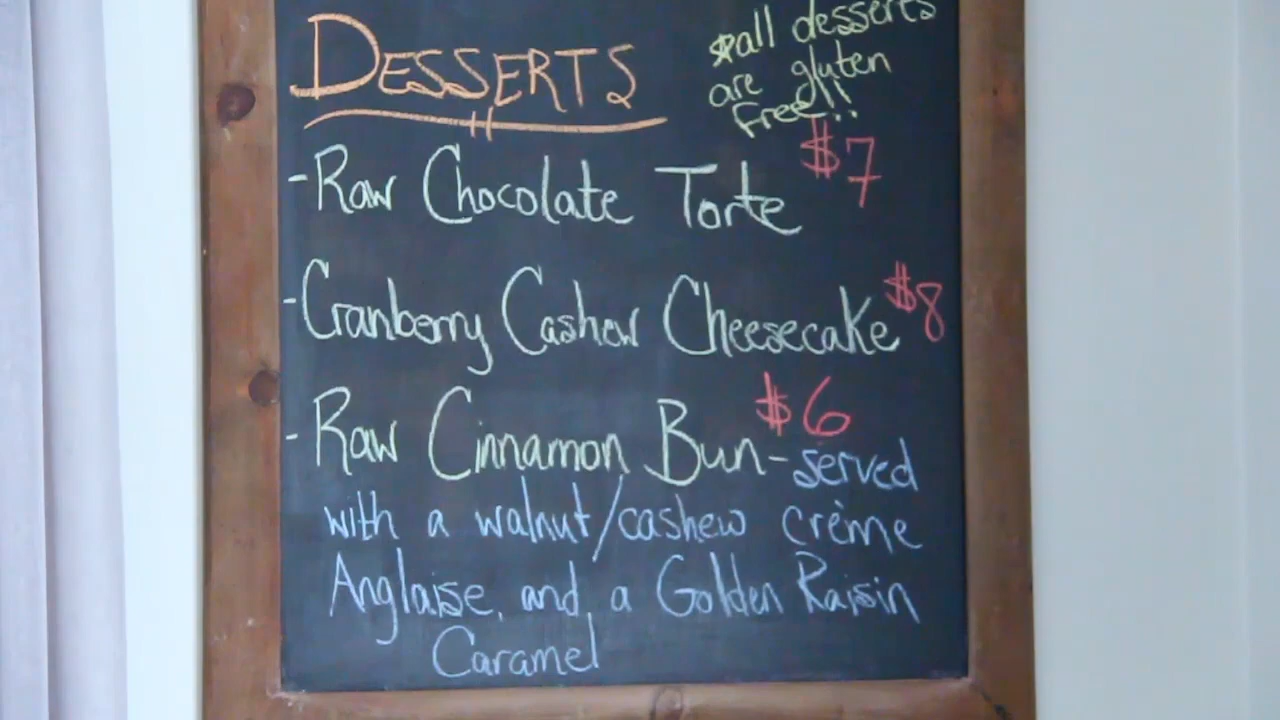 DESSERTS
*all desserts
are gluten
Free!!
-Raw Chocolate Torte $7
-Cranberry Cashew Cheesecake $8
-Raw Cinnamon Bun $6 -served
with a walnut/cashew crème
Anglaise, and, a Golden Raisin
Caramel